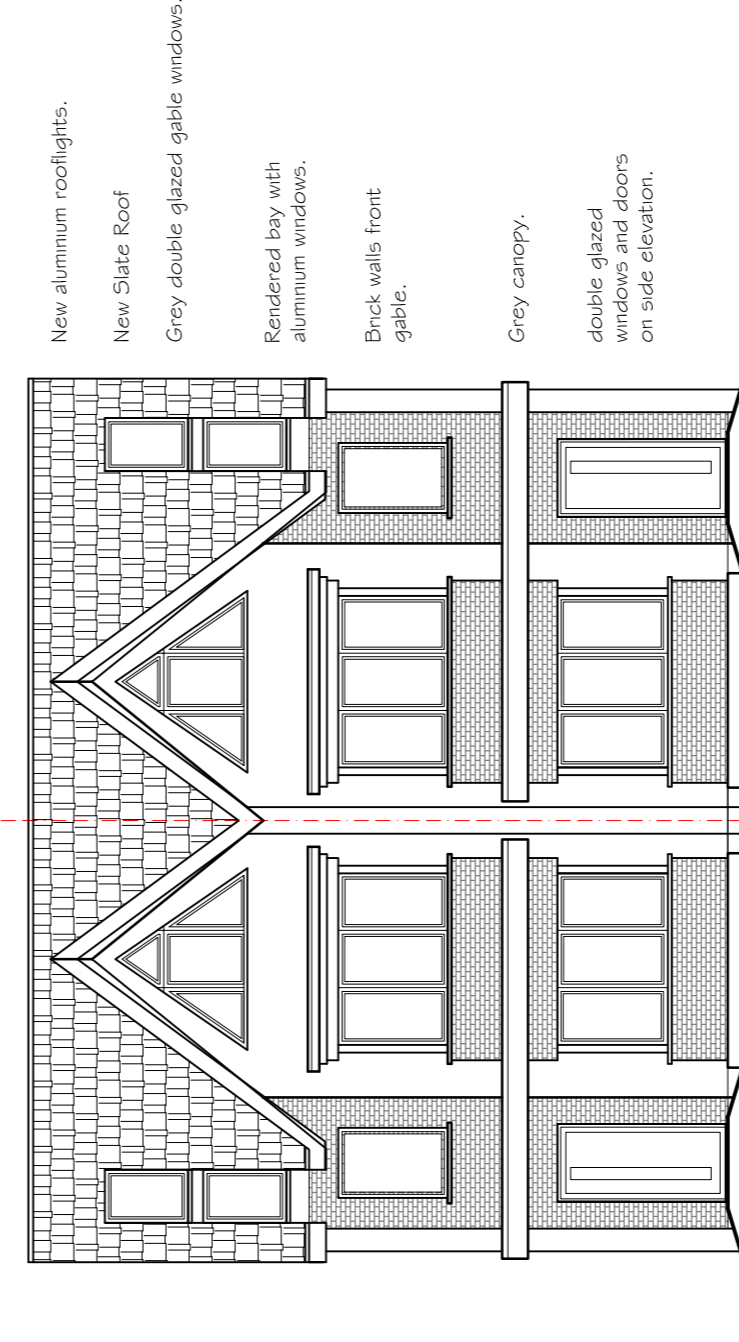 New aluminium rooflights.
New Slate Roof
Grey double glazed gable windows.
Rendered bay with
aluminium windows.
Brick walls front
gable.
Grey canopy.
double glazed
windows and doors
on side elevation.